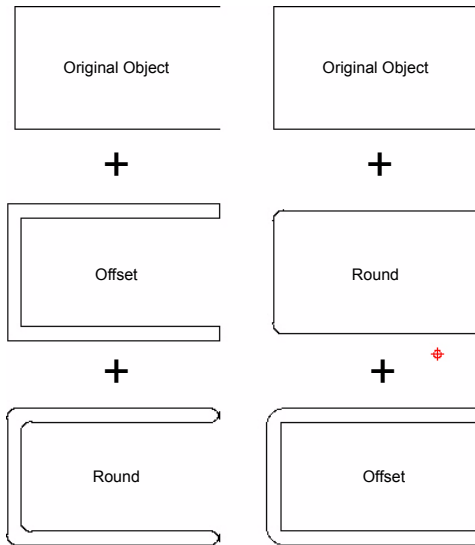 Original Object
Original Object
+
+
Offset
Round
+
+
Round
Offset